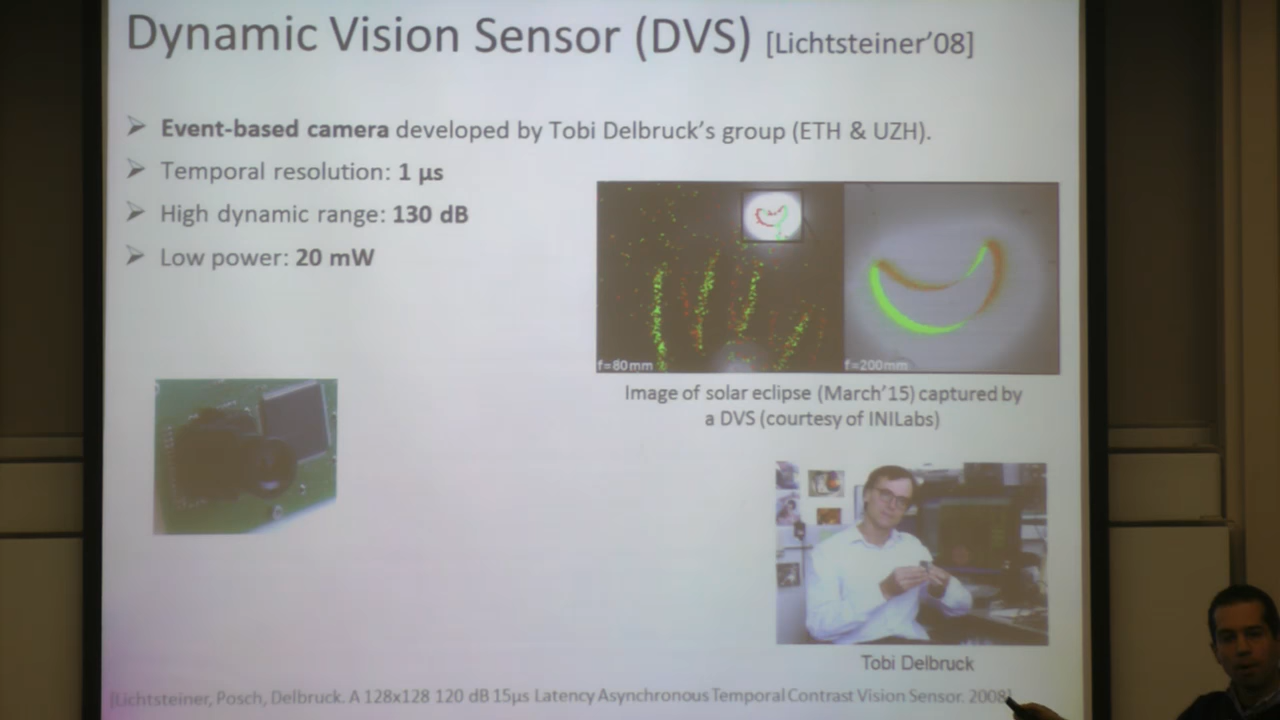 Dynamic Vision Sensor (DVS) [Lichtsteiner’08]
➢ Event-based camera developed by Tobi Delbruck’s group (ETH & UZH).
➢ Temporal resolution: 1 μs
➢ High dynamic range: 130 dB
➢ Low power: 20 mW
f=80mm
f=200mm
Image of solar eclipse (March’15) captured by
a DVS (courtesy of INILabs)
Tobi Delbruck
[Lichtsteiner, Posch, Delbruck. A 128x128 120 dB 15μs Latency Asynchronous Temporal Contrast Vision Sensor. 2008]